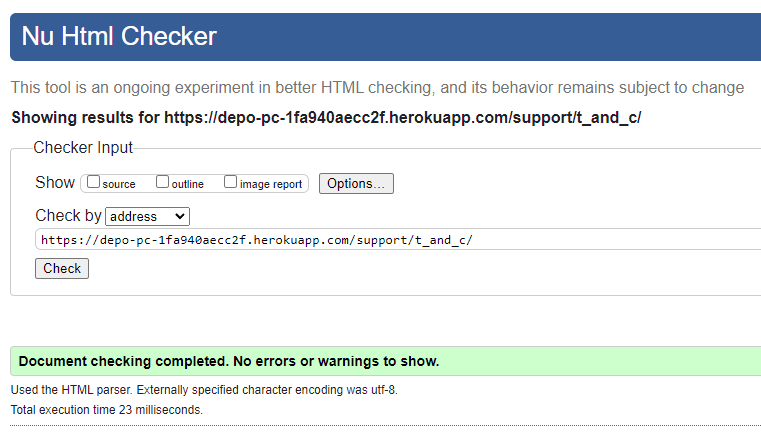 Nu Html Checker
This tool is an ongoing experiment in better HTML checking, and its behavior remains subject to change
Showing results for https://depo-pc-1fa940aecc2f.herokuapp.com/support/t_and_c/
Checker Input
Show source outline image report Options...
Check by address
https://depo-pc-1fa940aecc2f.herokuapp.com/support/t_and_c/
Check
Document checking completed. No errors or warnings to show.
Used the HTML parser. Externally specified character encoding was utf-8.
Total execution time 23 milliseconds.